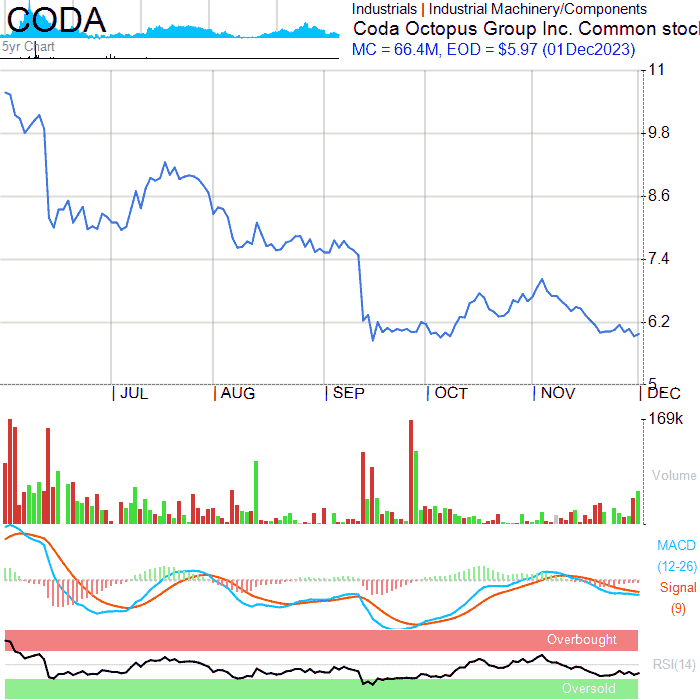 CODA
5yr Chart
Industrials | Industrial Machinery/Components
Coda Octopus Group Inc. Common stoc
MC = 66.4M, EOD = $5.97 (01Dec2023)
11
9.8
8.6
7.4
6.2
5
| JUL | AUG | SEP | OCT | NOV | DEC
169k
Volume
MACD
(12-26)
Signal
(9)
Overbought
RSI(14)
Oversold